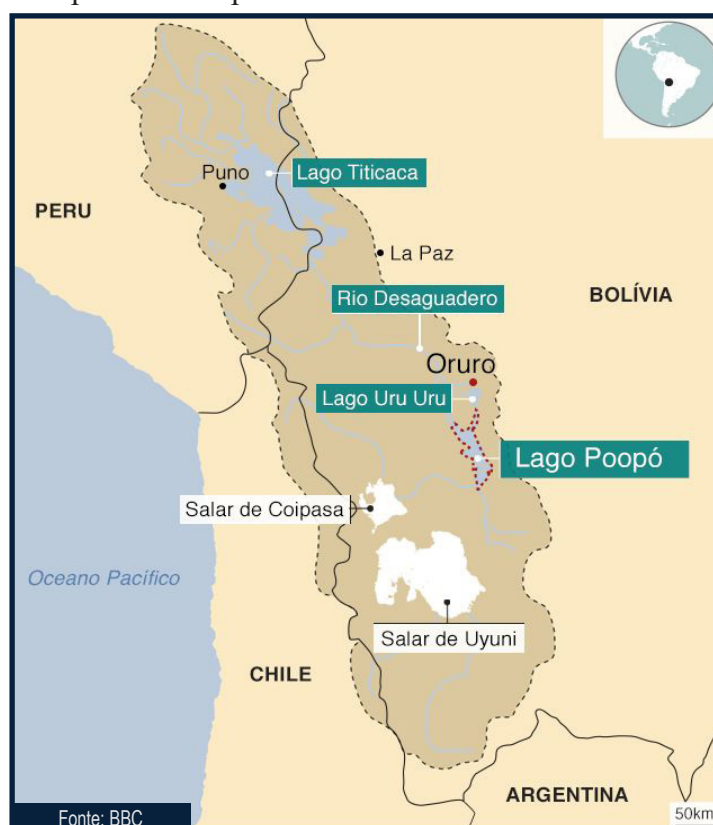 Puno
Lago Titicaca
PERU
La Paz
BOLÍVIA
Rio Desaguadero
Oruro
Lago Uru Uru
Lago Poopó
Salar de Coipasa
Oceano Pacífico
Salar de Uyuni
CHILE
ARGENTINA
Fonte: BBC
50km